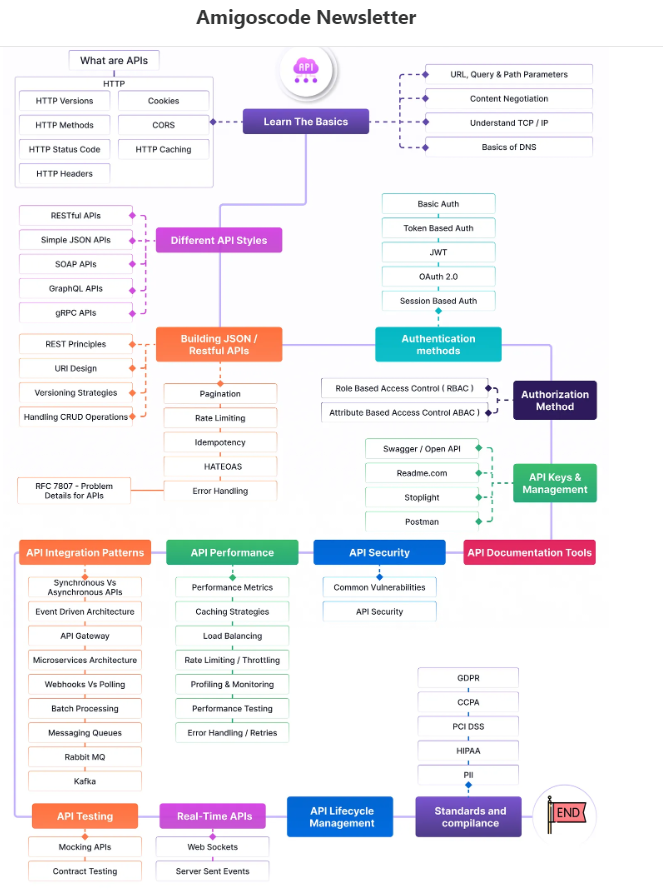 Amigoscode Newsletter
What are APIs
API
HTTP
HTTP Versions
Cookies
HTTP Methods
CORS
HTTP Status Code
HTTP Caching
HTTP Headers
Learn The Basics
URL, Query & Path Parameters
Content Negotiation
Understand TCP / IP
Basics of DNS
RESTful APIs
Simple JSON APIs
SOAP APIs
GraphQL APIs
gRPC APIs
Different API Styles
Basic Auth
Token Based Auth
JWT
OAuth 2.0
Session Based Auth
Building JSON /
Restful APIs
Authentication
methods
REST Principles
URI Design
Versioning Strategies
Handling CRUD Operations
Pagination
Rate Limiting
Idempotency
HATEOAS
Error Handling
RFC 7807 - Problem
Details for APIs
Role Based Access Control ( RBAC )
Attribute Based Access Control ABAC )
Authorization
Method
Swagger / Open API
Readme.com
Stoplight
Postman
API Keys &
Management
API Integration Patterns
API Performance
API Security
API Documentation Tools
Synchronous Vs
Asynchronous APIs
Event Driven Architecture
API Gateway
Microservices Architecture
Webhooks Vs Polling
Batch Processing
Messaging Queues
Rabbit MQ
Kafka
Performance Metrics
Caching Strategies
Load Balancing
Rate Limiting / Throttling
Profiling & Monitoring
Performance Testing
Error Handling / Retries
Common Vulnerabilities
API Security
GDPR
CCPA
PCI DSS
HIPAA
PII
API Testing
Real-Time APIs
API Lifecycle
Management
Standards and
compilance
END
Mocking APIs
Contract Testing
Web Sockets
Server Sent Events